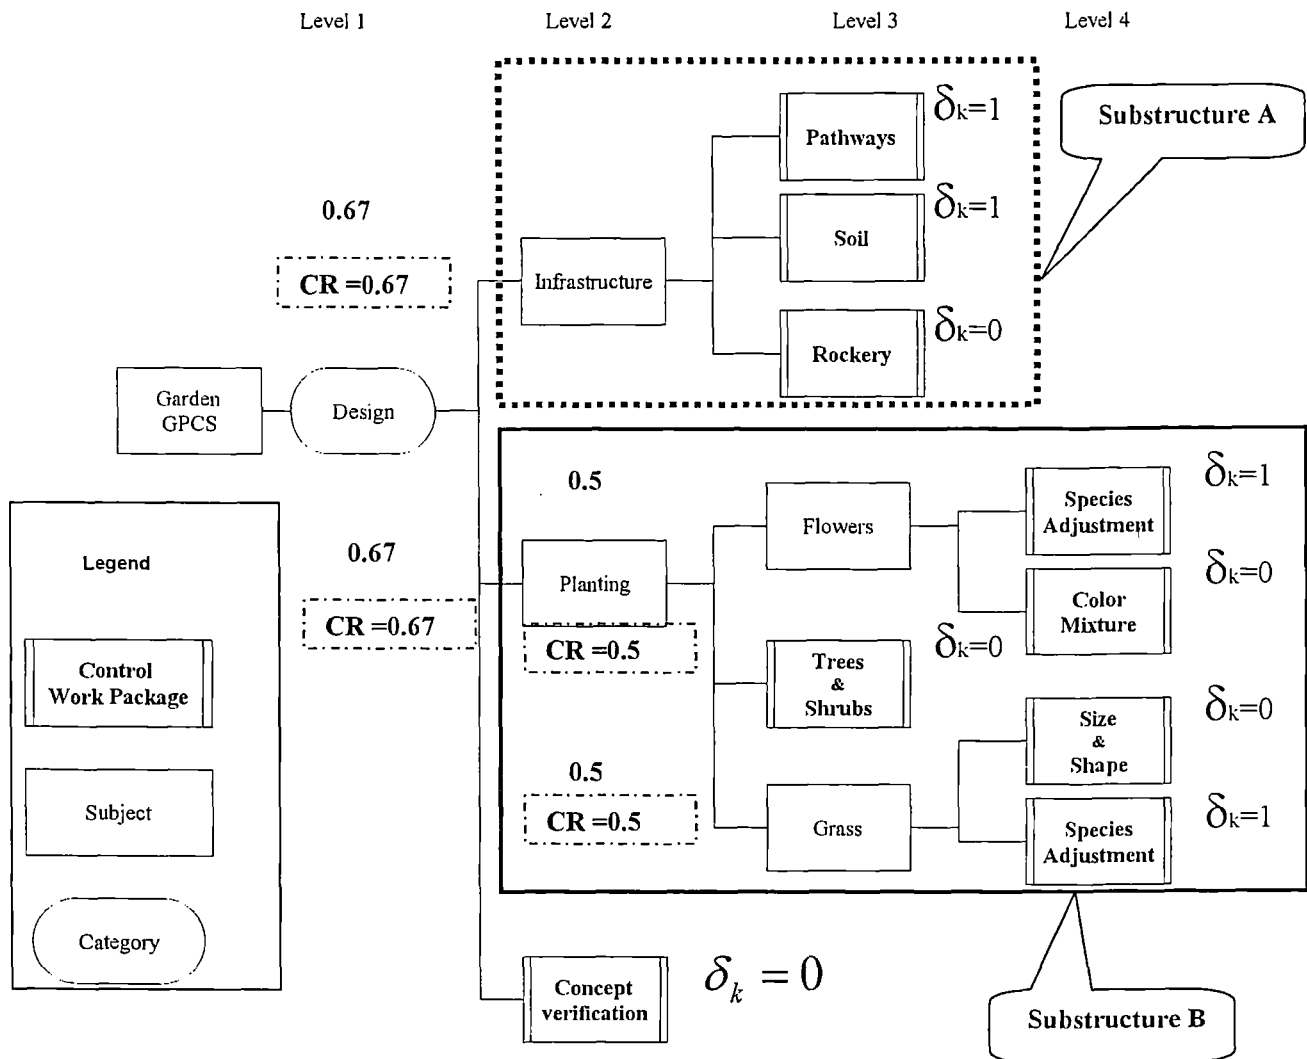 Level 1
Level 2
Level 3
Level 4
δk=1
Pathways
Substructure A
δk=1
Soil
0.67
CR =0.67
Infrastructure
δk=0
Rockery
Garden
GPCS
Design
0.5
Flowers
δk=1
Species
Adjustment
Legend
0.67
CR =0.67
Planting
CR =0.5
δk=0
Color
Mixture
δk=0
Trees
&
Shrubs
Control
Work Package
δk=0
Size
&
Shape
0.5
CR =0.5
Grass
δk=1
Species
Adjustment
Subject
Category
Concept
verification
δk = 0
Substructure B